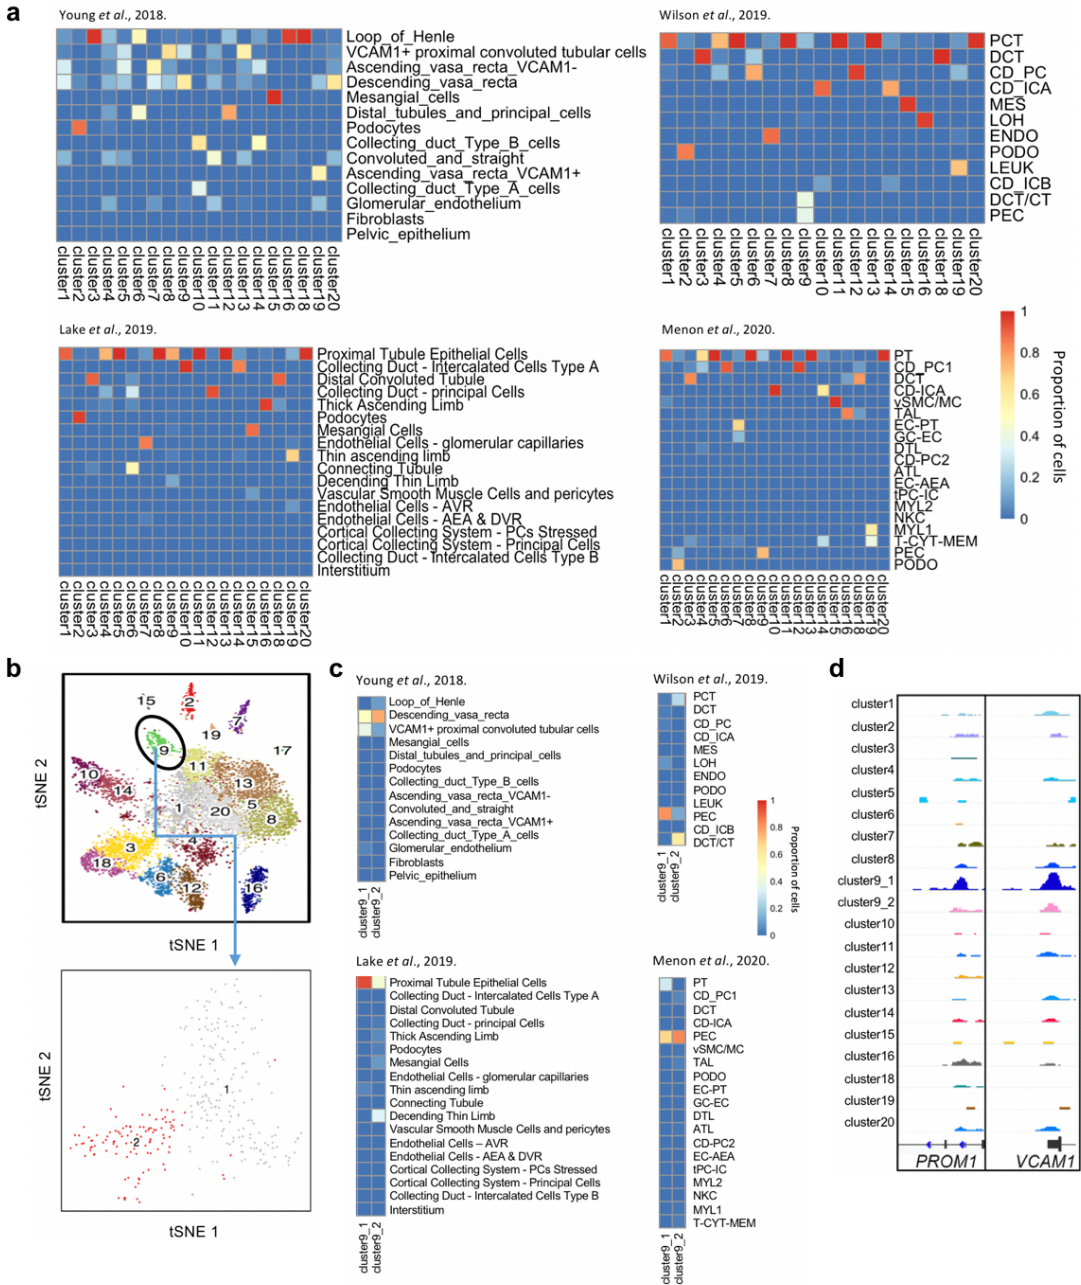 a
Young et al., 2018.
Loop_of_Henle
VCAM1+ proximal convoluted tubular cells
Ascending_vasa_recta_VCAM1-
Descending_vasa_recta
Mesangial_cells
Distal_tubules_and_principal_cells
Podocytes
Collecting_duct_Type_B_cells
Convoluted_and_straight
Ascending_vasa_recta_VCAM1+
Collecting_duct_Type_A_cells
Glomerular_endothelium
Fibroblasts
Pelvic_epithelium
cluster1
cluster2
cluster3
cluster4
cluster5
cluster6
cluster7
cluster8
cluster9
cluster10
cluster11
cluster12
cluster13
cluster14
cluster15
cluster16
cluster18
cluster19
cluster20
Wilson et al., 2019.
PCT
DCT
CD_PC
CD_ICA
MES
LOH
ENDO
PODO
LEUK
CD_ICB
DCT/CT
PEC
cluster1
cluster2
cluster3
cluster4
cluster5
cluster6
cluster7
cluster8
cluster9
cluster10
cluster11
cluster12
cluster13
cluster14
cluster15
cluster16
cluster18
cluster19
cluster20
Lake et al., 2019.
Proximal Tubule Epithelial Cells
Collecting Duct - Intercalated Cells Type A
Distal Convoluted Tubule
Collecting Duct - principal Cells
Thick Ascending Limb
Podocytes
Mesangial Cells
Endothelial Cells - glomerular capillaries
Thin ascending limb
Connecting Tubule
Decending Thin Limb
Vascular Smooth Muscle Cells and pericytes
Endothelial Cells - AVR
Endothelial Cells - AEA & DVR
Cortical Collecting System - PCs Stressed
Cortical Collecting System - Principal Cells
Collecting Duct - Intercalated Cells Type B
Interstitium
cluster1
cluster2
cluster3
cluster4
cluster5
cluster6
cluster7
cluster8
cluster9
cluster10
cluster11
cluster12
cluster13
cluster14
cluster15
cluster16
cluster18
cluster19
cluster20
Menon et al., 2020.
PT
CD_PC1
DCT
CD-ICA
vSMC/MC
TAL
EC-PT
GC-EC
DTL
CD-PC2
ATL
EC-AEA
tPC-IC
MYL2
NKC
MYL1
T-CYT-MEM
PEC
PODO
cluster1
cluster2
cluster3
cluster4
cluster5
cluster6
cluster7
cluster8
cluster9
cluster10
cluster11
cluster12
cluster13
cluster14
cluster15
cluster16
cluster18
cluster19
cluster20
1
0.8
0.6
0.4
0.2
0
Proportion of cells
b
15
2
7
9
19
17
11
10
13
14
1
5
20
8
3
4
18
6
12
16
tSNE 2
tSNE 1
1
2
tSNE 2
tSNE 1
c
Young et al., 2018.
Loop_of_Henle
Descending_vasa_recta
VCAM1+ proximal convoluted tubular cells
Mesangial_cells
Distal_tubules_and_principal_cells
Podocytes
Collecting_duct_Type_B_cells
Ascending_vasa_recta_VCAM1-
Convoluted_and_straight
Ascending_vasa_recta_VCAM1+
Collecting_duct_Type_A_cells
Glomerular_endothelium
Fibroblasts
Pelvic_epithelium
cluster9_1
cluster9_2
Wilson et al., 2019.
PCT
DCT
CD_PC
CD_ICA
MES
LOH
ENDO
PODO
LEUK
PEC
CD_ICB
DCT/CT
cluster9_1
cluster9_2
1
0.8
0.6
0.4
0.2
0
Proportion of cells
Lake et al., 2019.
Proximal Tubule Epithelial Cells
Collecting Duct - Intercalated Cells Type A
Distal Convoluted Tubule
Collecting Duct - principal Cells
Thick Ascending Limb
Podocytes
Mesangial Cells
Endothelial Cells - glomerular capillaries
Thin ascending limb
Connecting Tubule
Decending Thin Limb
Vascular Smooth Muscle Cells and pericytes
Endothelial Cells – AVR
Endothelial Cells - AEA & DVR
Cortical Collecting System - PCs Stressed
Cortical Collecting System - Principal Cells
Collecting Duct - Intercalated Cells Type B
Interstitium
cluster9_1
cluster9_2
Menon et al., 2020.
PT
CD_PC1
DCT
CD-ICA
PEC
vSMC/MC
TAL
PODO
EC-PT
GC-EC
DTL
ATL
CD-PC2
EC-AEA
tPC-IC
MYL2
NKC
MYL1
T-CYT-MEM
cluster9_1
cluster9_2
d
cluster1
cluster2
cluster3
cluster4
cluster5
cluster6
cluster7
cluster8
cluster9_1
cluster9_2
cluster10
cluster11
cluster12
cluster13
cluster14
cluster15
cluster16
cluster18
cluster19
cluster20
PROM1
VCAM1